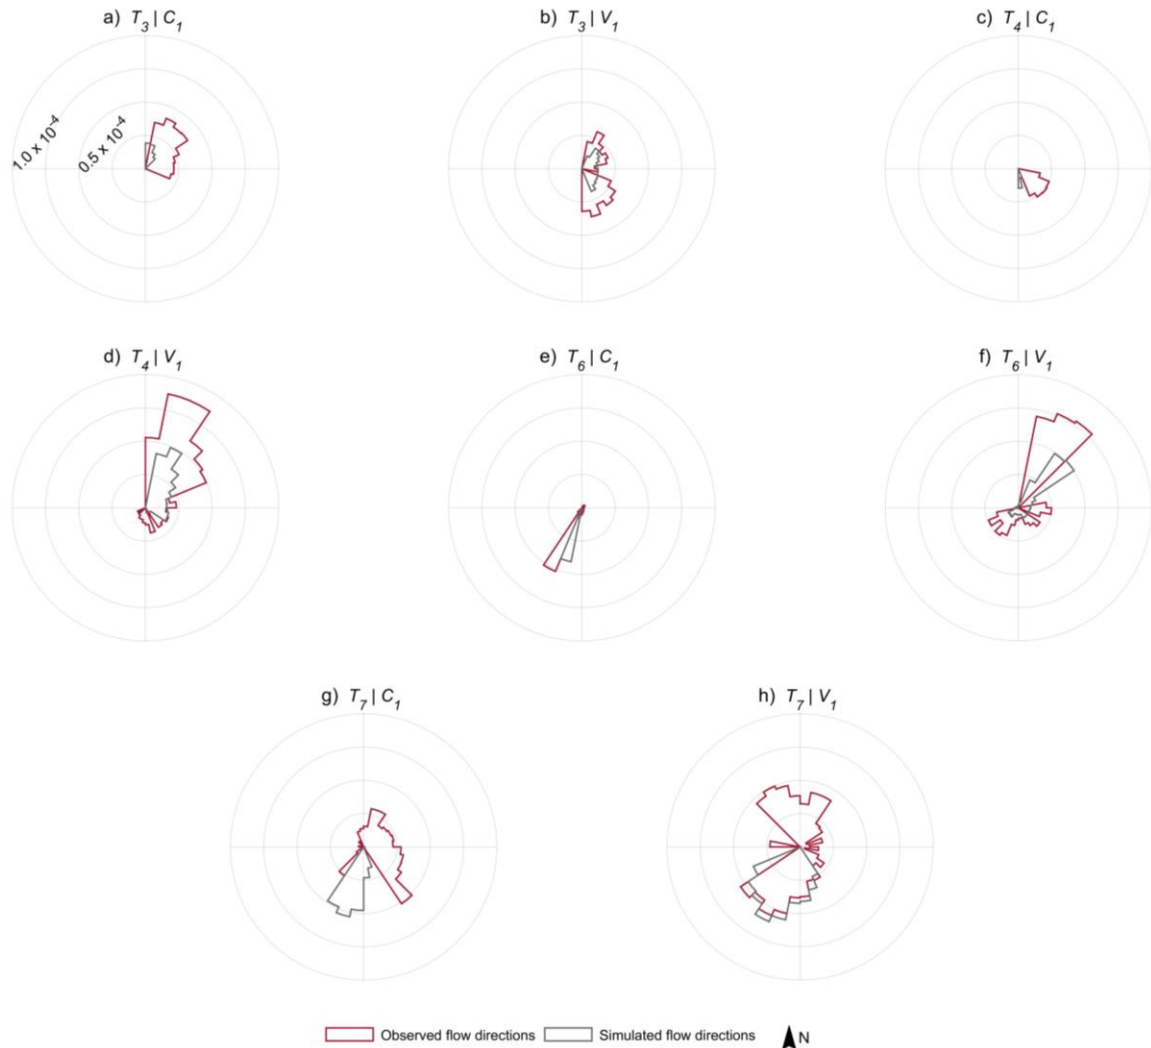 a) T₃ | C₁
b) T₃ | V₁
c) T₄ | C₁
1.0 x 10⁻⁴
0.5 x 10⁻⁴
d) T₄ | V₁
e) T₆ | C₁
f) T₆ | V₁
g) T₇ | C₁
h) T₇ | V₁
Observed flow directions
Simulated flow directions
N